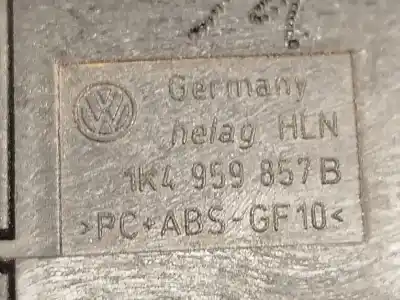 Germany
helag HLN
1K4 959 857 B
>PC+ABS-GF10<